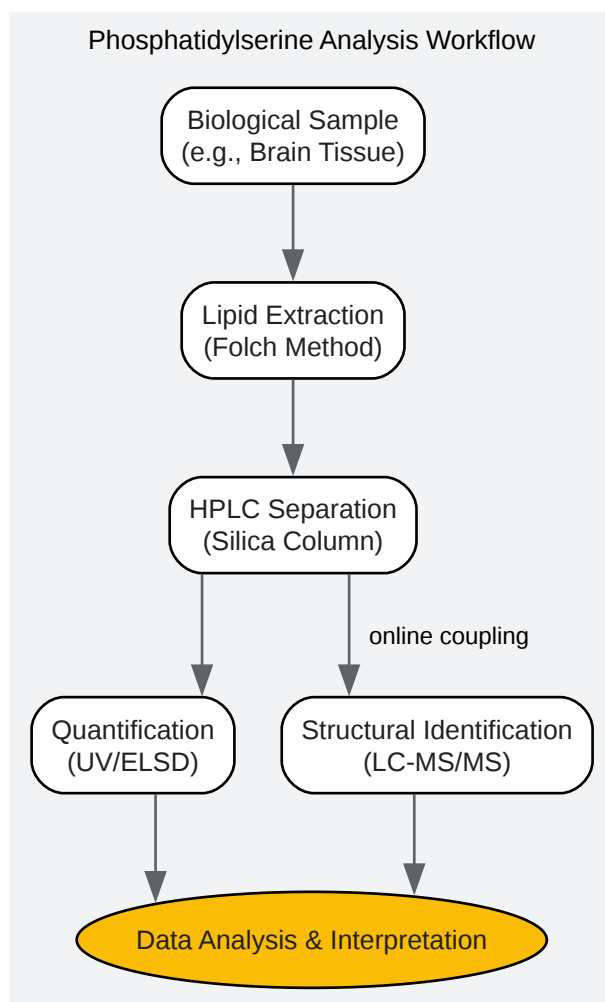 Phosphatidylserine Analysis Workflow
Biological Sample
(e.g., Brain Tissue)
Lipid Extraction
(Folch Method)
HPLC Separation
(Silica Column)
online coupling
Quantification
(UV/ELSD)
Structural Identification
(LC-MS/MS)
Data Analysis & Interpretation